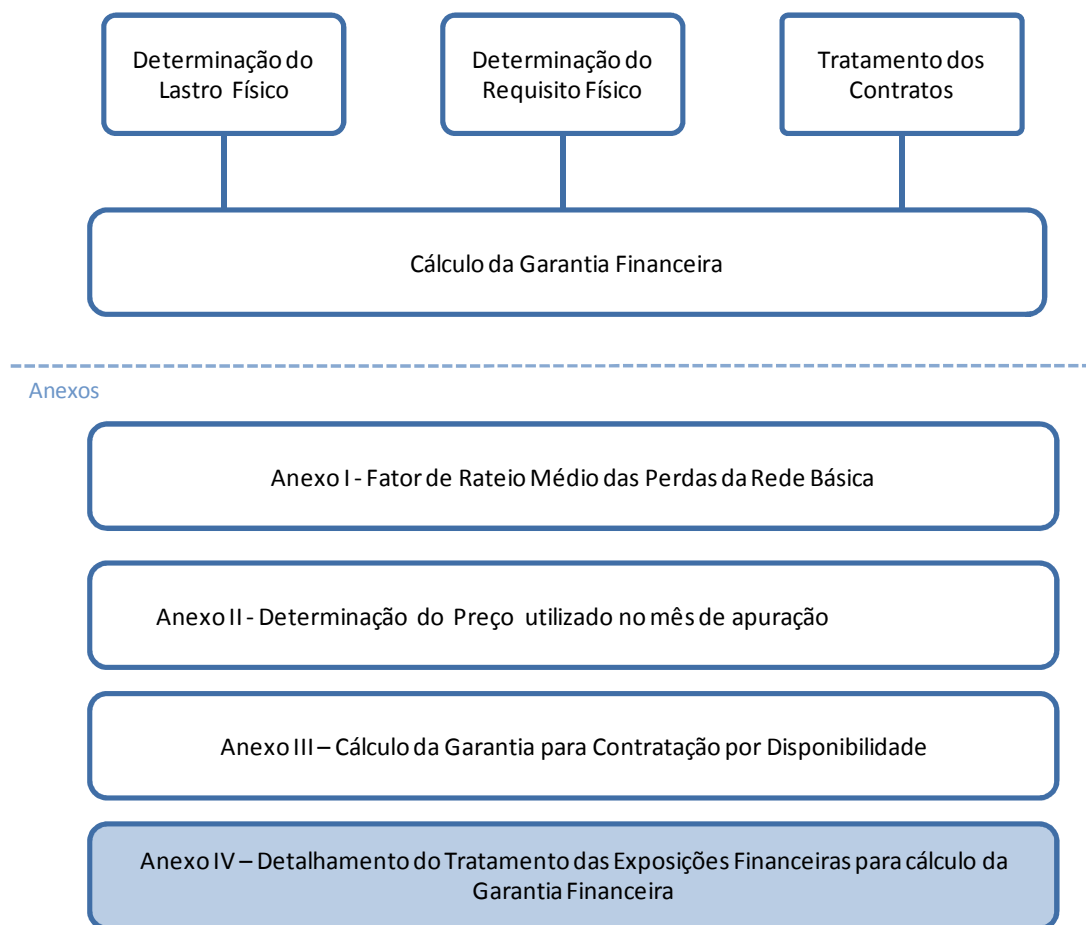 Determinação do
Lastro Físico
Determinação do
Requisito Físico
Tratamento dos
Contratos
Cálculo da Garantia Financeira
Anexos
Anexo I - Fator de Rateio Médio das Perdas da Rede Básica
Anexo II - Determinação do Preço utilizado no mês de apuração
Anexo III – Cálculo da Garantia para Contratação por Disponibilidade
Anexo IV – Detalhamento do Tratamento das Exposições Financeiras para cálculo da
Garantia Financeira